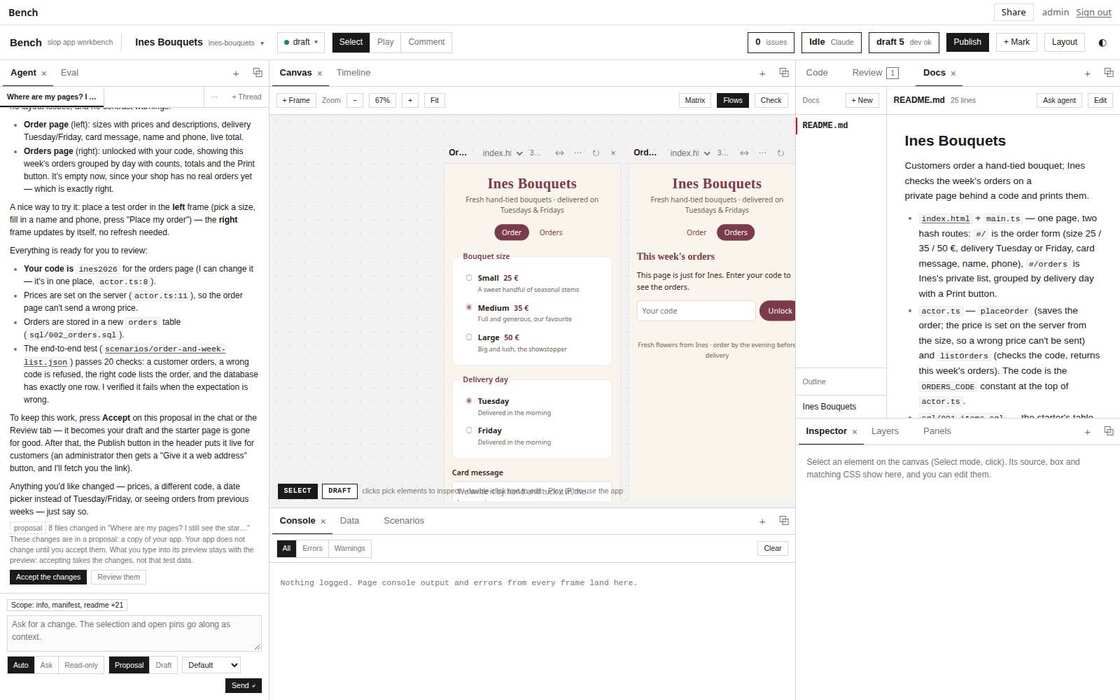 Bench
Share admin Sign out
Bench slop app workbench Ines Bouquets ines-bouquets draft Select Play Comment 0 issues Idle Claude draft 5 dev ok Publish + Mark Layout
Agent Eval
Where are my pages? I … + Thread
Order page (left): sizes with prices and descriptions, delivery
Tuesday/Friday, card message, name and phone, live total.
Orders page (right): unlocked with your code, showing this
week's orders grouped by day with counts, totals and the Print
button. It's empty now, since your shop has no real orders yet
— which is exactly right.
A nice way to try it: place a test order in the left frame (pick a size,
fill in a name and phone, press "Place my order") — the right
frame updates by itself, no refresh needed.
Everything is ready for you to review:
Your code is ines2026 for the orders page (I can change it
— it's in one place, actor.ts:8 ).
Prices are set on the server ( actor.ts:11 ), so the order
page can't send a wrong price.
Orders are stored in a new orders table
( sql/002_orders.sql ).
The end-to-end test ( scenarios/order-and-week-
list.json ) passes 20 checks: a customer orders, a wrong
code is refused, the right code lists the order, and the database
has exactly one row. I verified it fails when the expectation is
wrong.
To keep this work, press Accept on this proposal in the chat or the
Review tab — it becomes your draft and the starter page is gone
for good. After that, the Publish button in the header puts it live for
customers (an administrator then gets a "Give it a web address"
button, and I'll fetch you the link).
Anything you'd like changed — prices, a different code, a date
picker instead of Tuesday/Friday, or seeing orders from previous
weeks — just say so.
proposal 8 files changed in "Where are my pages? I still see the star…"
These changes are in a proposal: a copy of your app. Your app does
not change until you accept them. What you type into its preview stays with the
preview: accepting takes the changes, not that test data.
Accept the changes Review them
Scope: info, manifest, readme +21
Ask for a change. The selection and open pins go along as
context.
Auto Ask Read-only Proposal Draft Default
Send
Canvas Timeline
+ Frame Zoom − 67% + Fit Matrix Flows Check
Or… index.h 3…
Ines Bouquets
Fresh hand-tied bouquets · delivered on
Tuesdays & Fridays
Order Orders
Bouquet size
Small 25 €
A sweet handful of seasonal stems
Medium 35 €
Full and generous, our favourite
Large 50 €
Big and lush, the showstopper
Delivery day
Tuesday
Delivered in the morning
Friday
Delivered in the morning
Card message
Ord… index.h 3…
Ines Bouquets
Fresh hand-tied bouquets · delivered on
Tuesdays & Fridays
Order Orders
This week's orders
This page is just for Ines. Enter your code to
see the orders.
Your code Unlock
Fresh flowers from Ines · order by the evening before
delivery
SELECT DRAFT clicks pick elements to inspect
use the app
Console Data Scenarios
All Errors Warnings Clear
Nothing logged. Page console output and errors from every frame land here.
Code Review 1 Docs
Docs + New
README.md
Outline
Ines Bouquets
README.md 25 lines Ask agent Edit
Ines Bouquets
Customers order a hand-tied bouquet; Ines
checks the week's orders on a
private page behind a code and prints them.
index.html + main.ts — one page, two
hash routes: #/ is the order form (size 25 /
35 / 50 €, delivery Tuesday or Friday, card
message, name, phone), #/orders is
Ines's private list, grouped by delivery day
with a Print button.
actor.ts — placeOrder (saves the
order; the price is set on the server from
the size, so a wrong price can't be sent)
and listOrders (checks the code, returns
this week's orders). The code is the
ORDERS_CODE constant at the top of
actor.ts .
Inspector Layers Panels
Select an element on the canvas (Select mode, click). Its source, box and
matching CSS show here, and you can edit them.